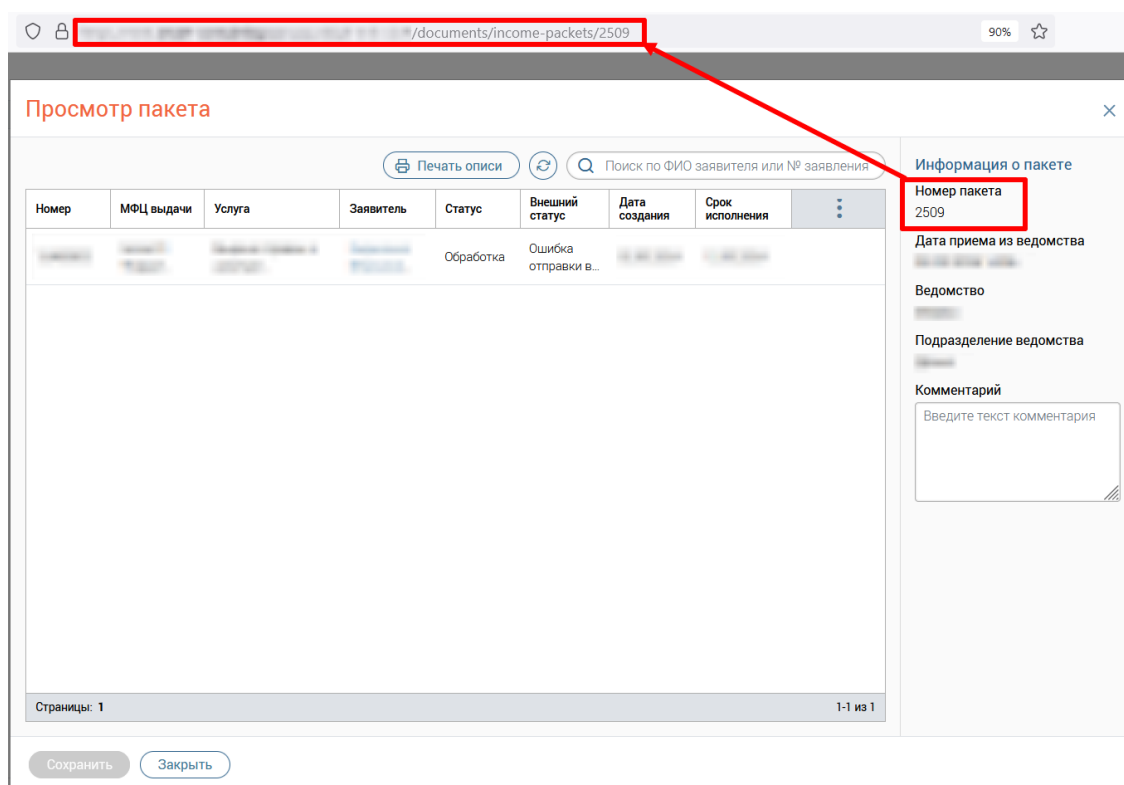 /documents/income-packets/2509
90%
Просмотр пакета
Печать описи
Поиск по ФИО заявителя или № заявления
Информация о пакете
Номер пакета
2509
Дата приема из ведомства
Ведомство
Подразделение ведомства
Комментарий
Введите текст комментария
Номер
МФЦ выдачи
Услуга
Заявитель
Статус
Внешний
статус
Дата
создания
Срок
исполнения
Обработка
Ошибка
отправки в...
Страницы: 1
1-1 из 1
Сохранить
Закрыть